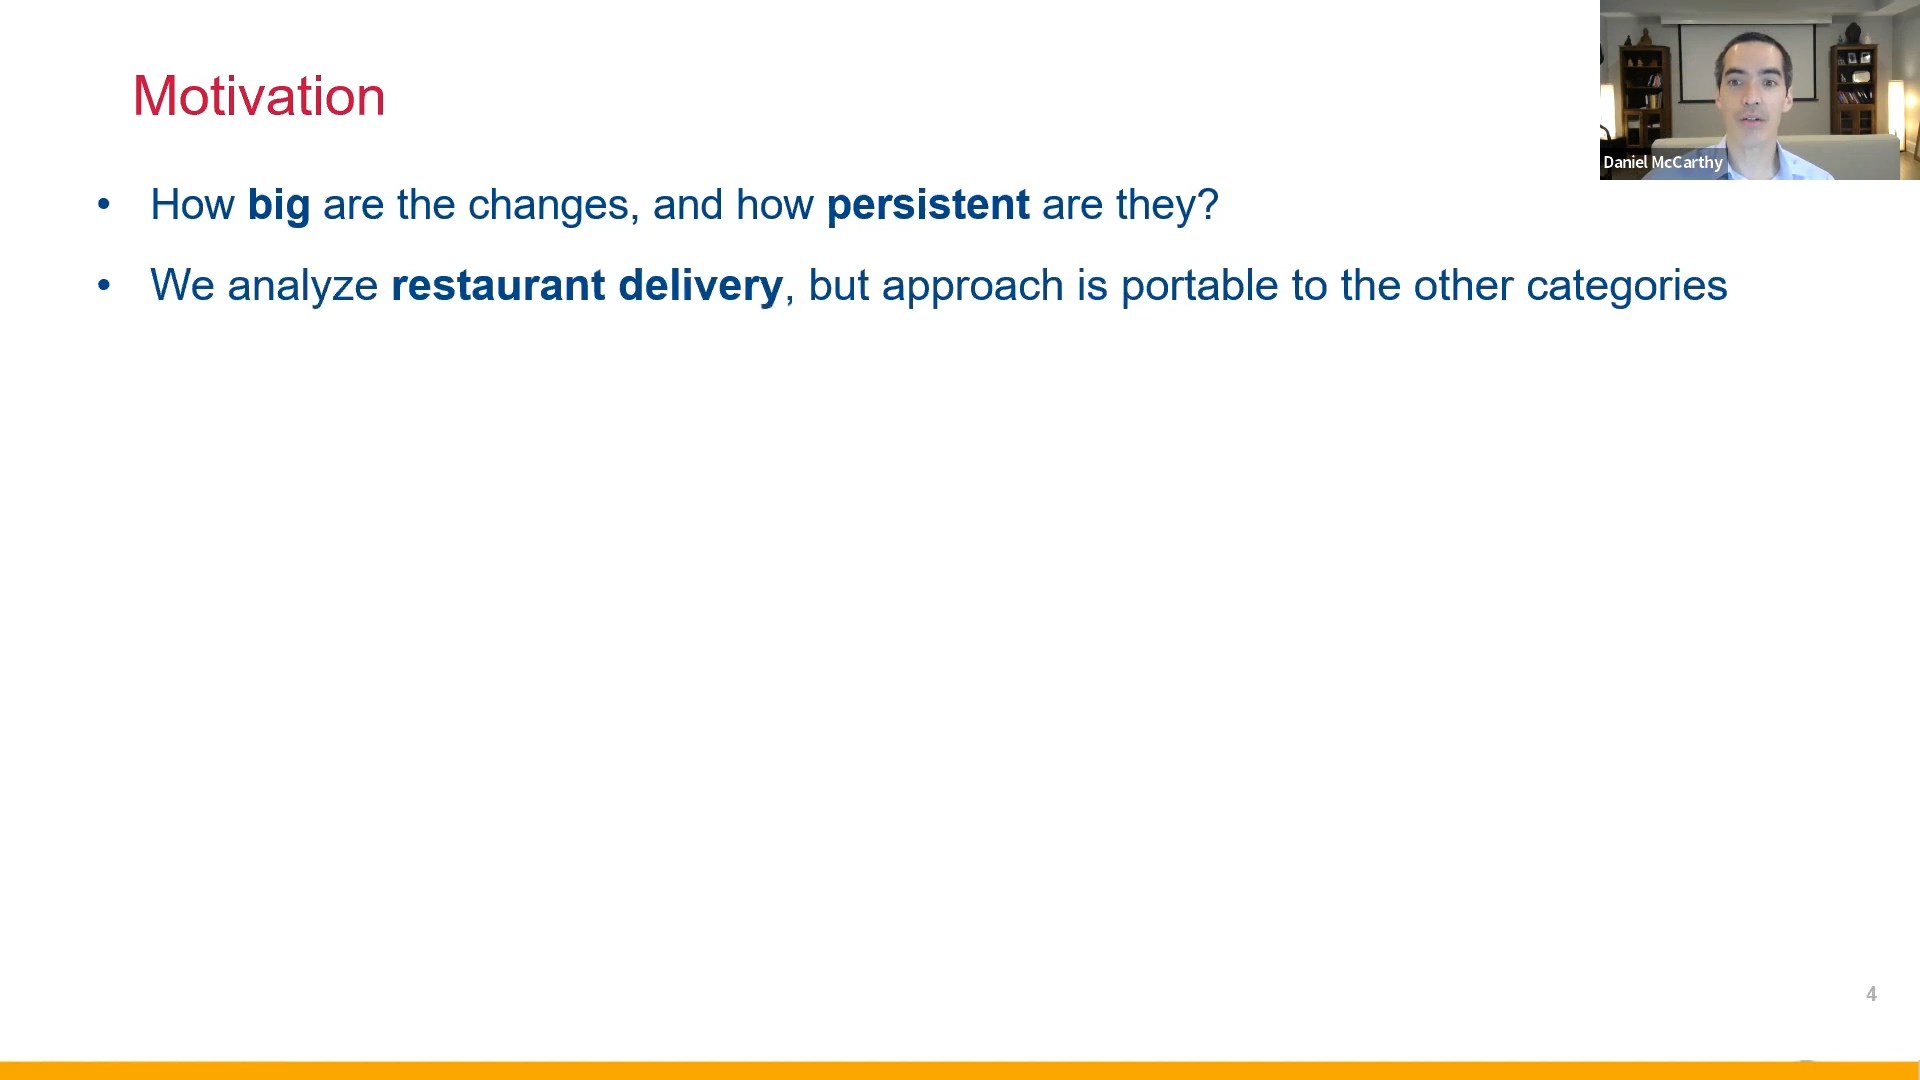 Motivation
Daniel McCarthy
• How big are the changes, and how persistent are they?
• We analyze restaurant delivery, but approach is portable to the other categories
4